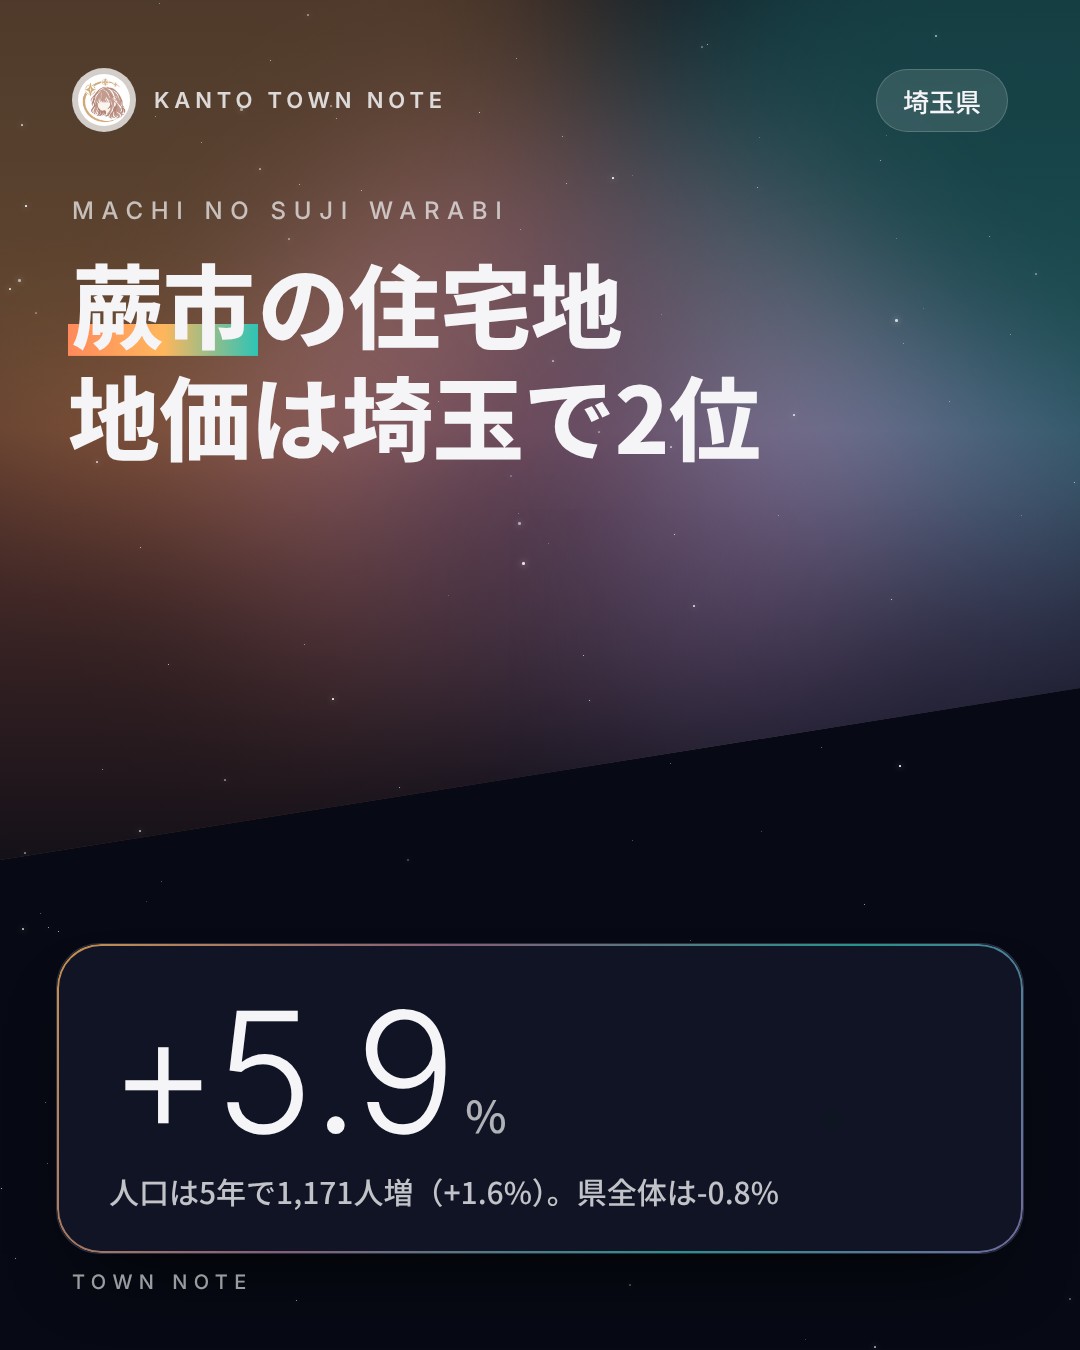 KANTO TOWN NOTE
埼玉県
MACHI NO SUJI WARABI
蕨市の住宅地
地価は埼玉で2位
+5.9%
人口は5年で1,171人増（+1.6%）。県全体は-0.8%
TOWN NOTE